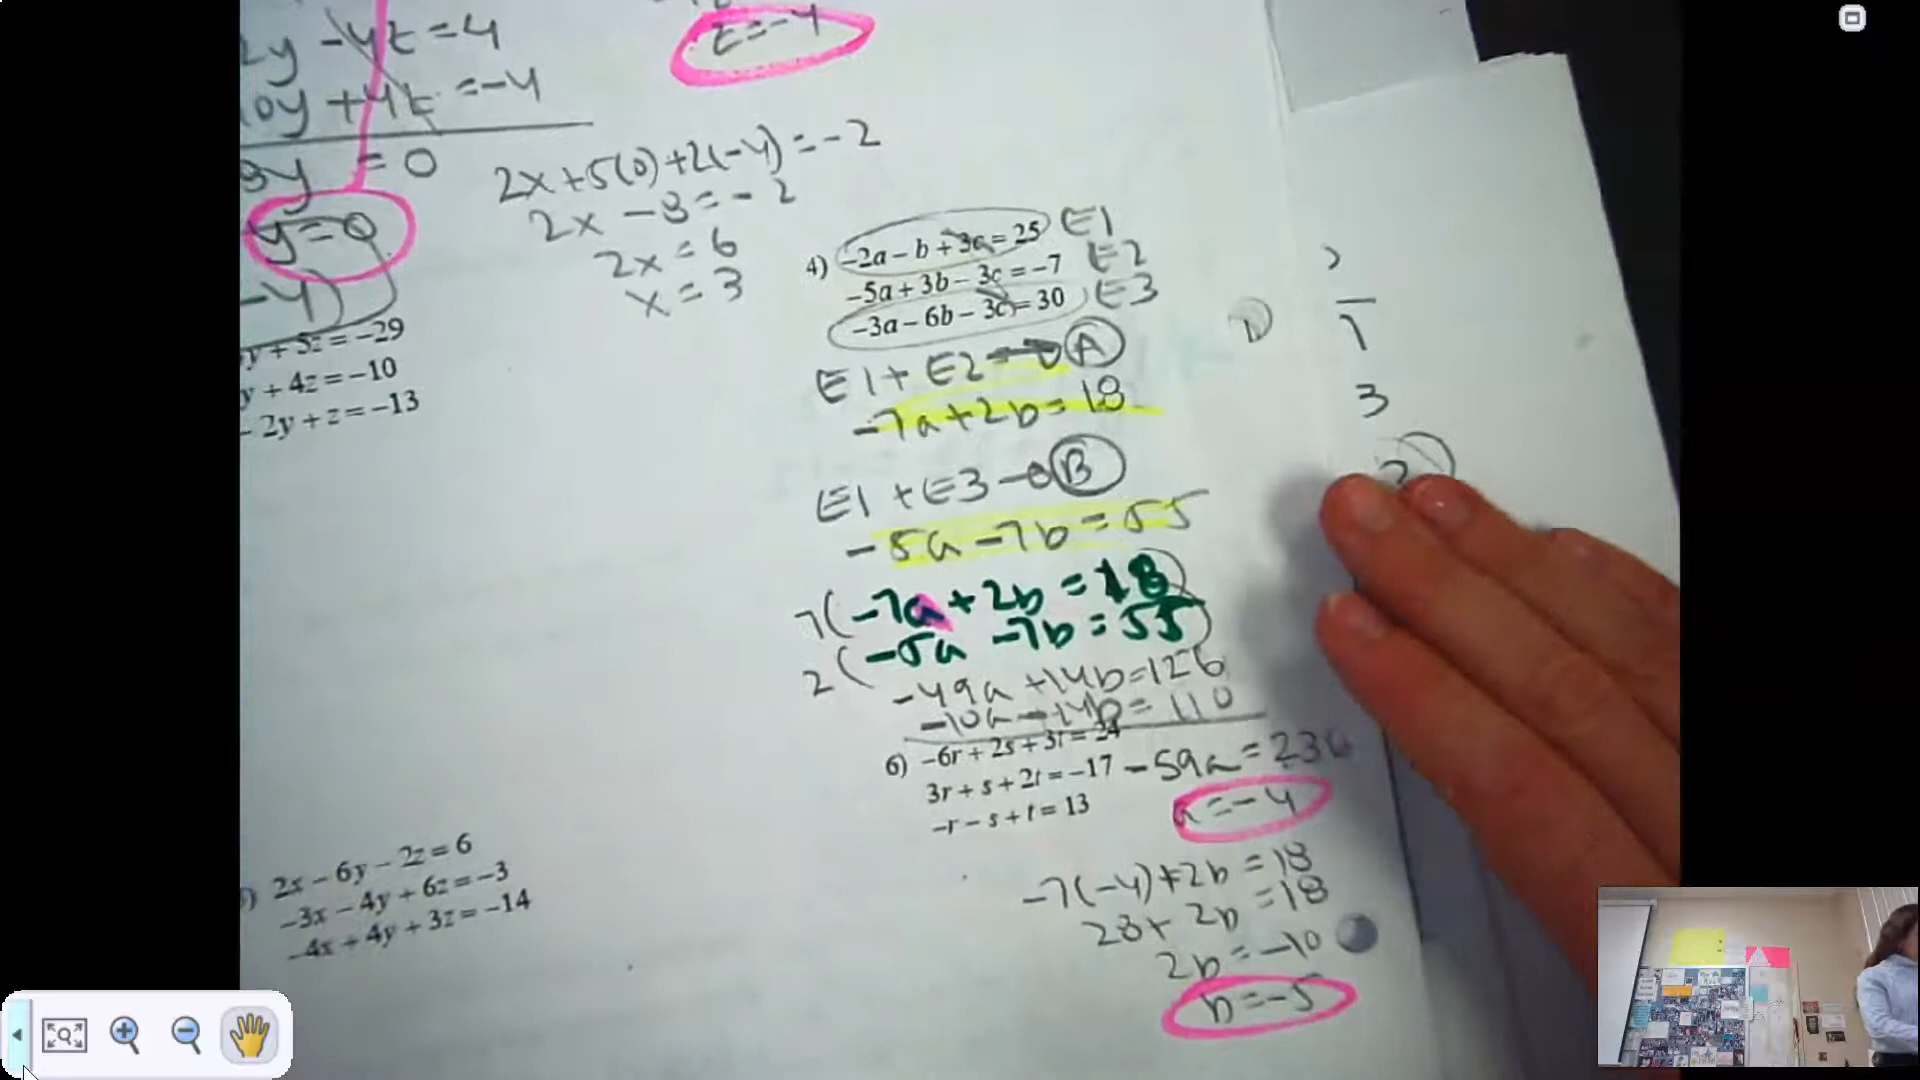 2y - 4z = 4
0y + 4z = -4
9y = 0
y = 0
-4)
z = -4
2x + 5(0) + 2(-4) = -2
2x - 8 = -2
2x = 6
x = 3
y + 5z = -29
y + 4z = -10
- 2y + z = -13
2x - 6y - 2z = 6
-3x - 4y + 6z = -3
-4x + 4y + 3z = -14
4) -2a - b + 3c = 25 E1
-5a + 3b - 3c = -7 E2
-3a - 6b - 3c = 30 E3
E1 + E2 → A
-7a + 2b = 18
E1 + E3 → B
-5a - 7b = 55
7( -7a + 2b = 18)
2( -5a - 7b = 55)
-49a + 14b = 126
-10a - 14b = 110
-59a = 236
a = -4
-7(-4) + 2b = 18
28 + 2b = 18
2b = -10
b = -5
6) -6r + 2s + 3t = 24
3r + s + 2t = -17
-r - s + t = 13
1
3